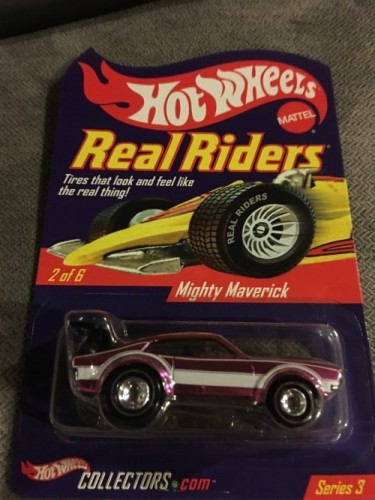 Hot Wheels
MATTEL
Real Riders
Tires that look and feel like
the real thing!
REAL RIDERS
2 of 6
Mighty Maverick
Hot Wheels
COLLECTORS.com™
Series 3